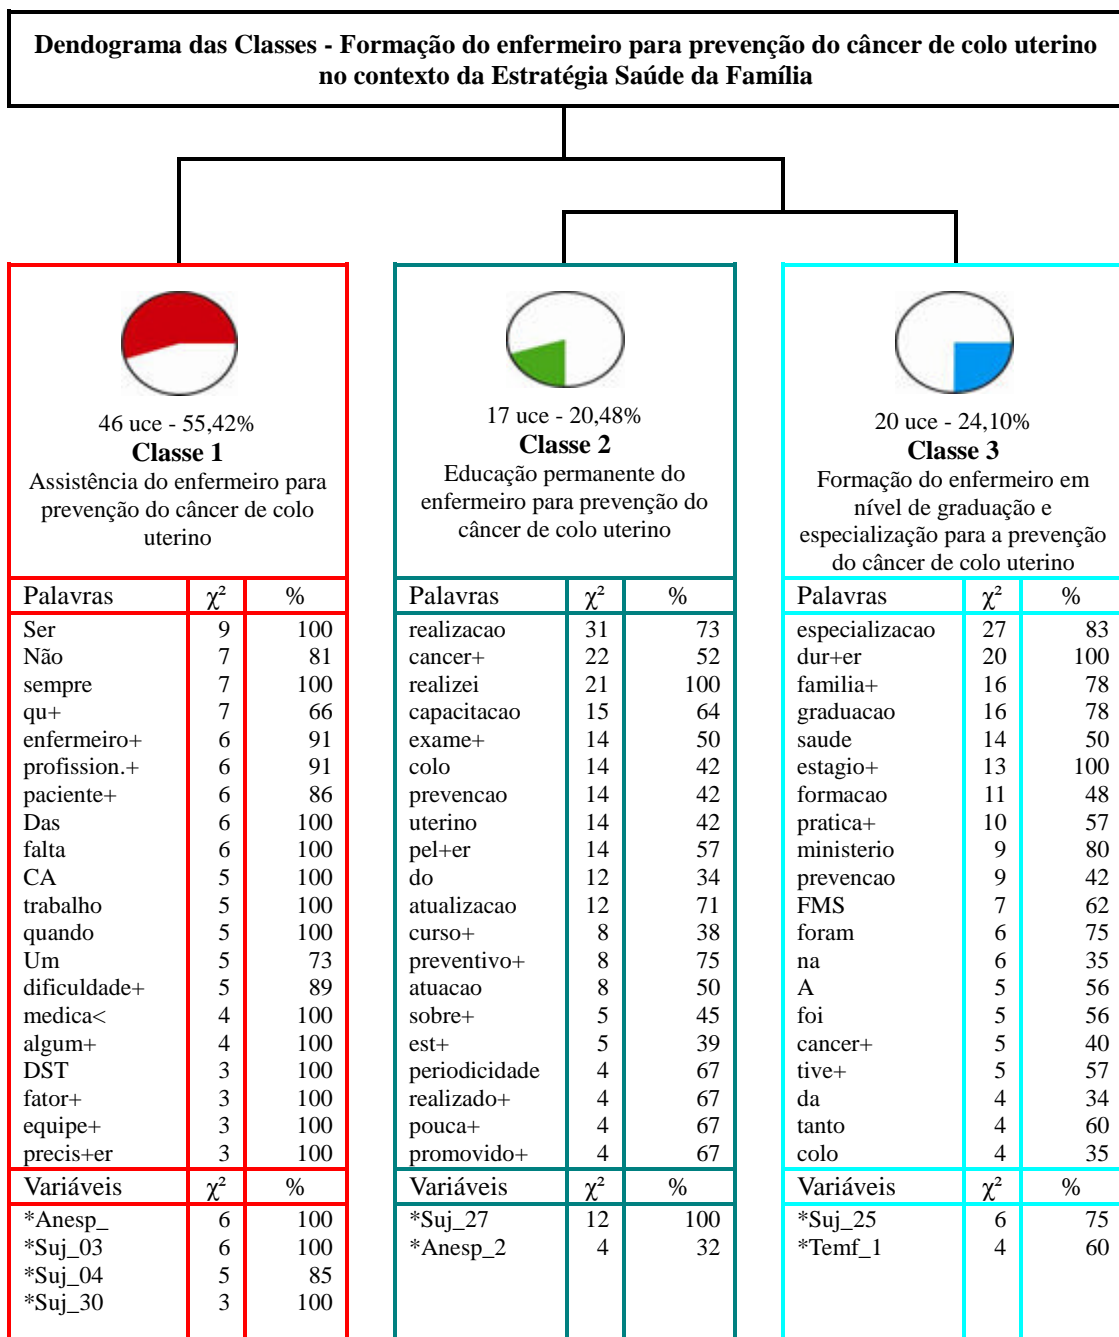 Dendograma das Classes - Formação do enfermeiro para prevenção do câncer de colo uterino
no contexto da Estratégia Saúde da Família
46 uce - 55,42%
Classe 1
Assistência do enfermeiro para
prevenção do câncer de colo
uterino
Palavras χ² %
Ser 9 100
Não 7 81
sempre 7 100
qu+ 7 66
enfermeiro+ 6 91
profission.+ 6 91
paciente+ 6 86
Das 6 100
falta 6 100
CA 5 100
trabalho 5 100
quando 5 100
Um 5 73
dificuldade+ 5 89
medica< 4 100
algum+ 4 100
DST 3 100
fator+ 3 100
equipe+ 3 100
precis+er 3 100
Variáveis χ² %
*Anesp_ 6 100
*Suj_03 6 100
*Suj_04 5 85
*Suj_30 3 100
17 uce - 20,48%
Classe 2
Educação permanente do
enfermeiro para prevenção do
câncer de colo uterino
Palavras χ² %
realizacao 31 73
cancer+ 22 52
realizei 21 100
capacitacao 15 64
exame+ 14 50
colo 14 42
prevencao 14 42
uterino 14 42
pel+er 14 57
do 12 34
atualizacao 12 71
curso+ 8 38
preventivo+ 8 75
atuacao 8 50
sobre+ 5 45
est+ 5 39
periodicidade 4 67
realizado+ 4 67
pouca+ 4 67
promovido+ 4 67
Variáveis χ² %
*Suj_27 12 100
*Anesp_2 4 32
20 uce - 24,10%
Classe 3
Formação do enfermeiro em
nível de graduação e
especialização para a prevenção
do câncer de colo uterino
Palavras χ² %
especializacao 27 83
dur+er 20 100
familia+ 16 78
graduacao 16 78
saude 14 50
estagio+ 13 100
formacao 11 48
pratica+ 10 57
ministerio 9 80
prevencao 9 42
FMS 7 62
foram 6 75
na 6 35
A 5 56
foi 5 56
cancer+ 5 40
tive+ 5 57
da 4 34
tanto 4 60
colo 4 35
Variáveis χ² %
*Suj_25 6 75
*Temf_1 4 60